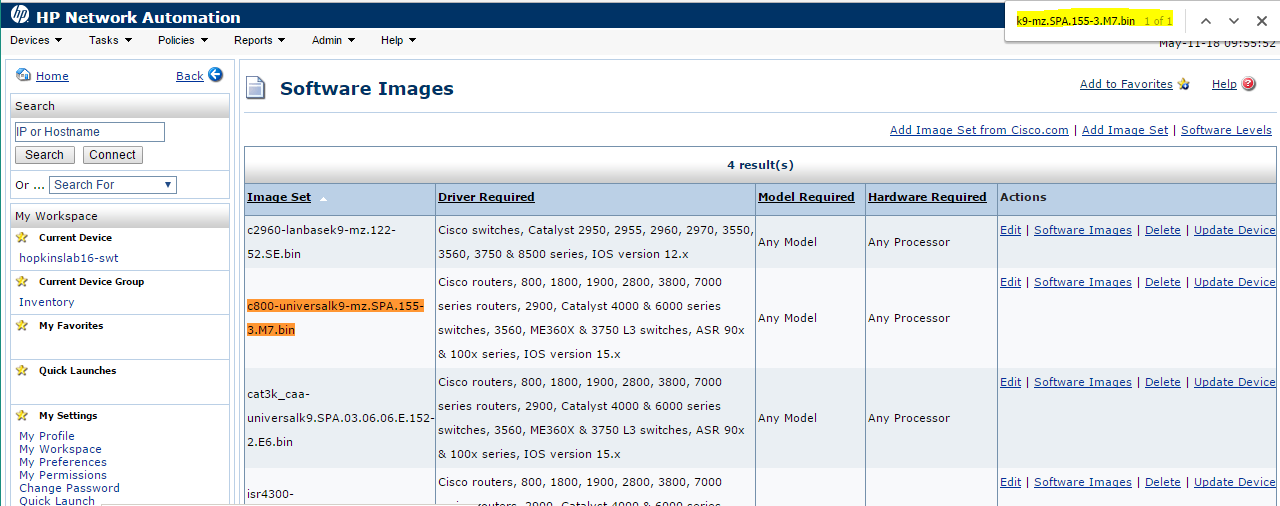 HP Network Automation
k9-mz.SPA.155-3.M7.bin 1 of 1
Devices Tasks Policies Reports Admin Help
May-11-18 09:55:52
Home Back
Search
IP or Hostname
Search Connect
Or ... Search For
My Workspace
Current Device
hopkinslab16-swt
Current Device Group
Inventory
My Favorites
Quick Launches
My Settings
My Profile
My Workspace
My Preferences
My Permissions
Change Password
Quick Launch
Software Images
Add to Favorites Help
Add Image Set from Cisco.com | Add Image Set | Software Levels
4 result(s)
Image Set Driver Required Model Required Hardware Required Actions
c2960-lanbasek9-mz.122-
52.SE.bin
Cisco switches, Catalyst 2950, 2955, 2960, 2970, 3550,
3560, 3750 & 8500 series, IOS version 12.x
Any Model
Any Processor
Edit | Software Images | Delete | Update Device
c800-universalk9-mz.SPA.155-
3.M7.bin
Cisco routers, 800, 1800, 1900, 2800, 3800, 7000
series routers, 2900, Catalyst 4000 & 6000 series
switches, 3560, ME360X & 3750 L3 switches, ASR 90x
& 100x series, IOS version 15.x
Any Model
Any Processor
Edit | Software Images | Delete | Update Device
cat3k_caa-
universalk9.SPA.03.06.06.E.152-
2.E6.bin
Cisco routers, 800, 1800, 1900, 2800, 3800, 7000
series routers, 2900, Catalyst 4000 & 6000 series
switches, 3560, ME360X & 3750 L3 switches, ASR 90x
& 100x series, IOS version 15.x
Any Model
Any Processor
Edit | Software Images | Delete | Update Device
isr4300-
Cisco routers, 800, 1800, 1900, 2800, 3800, 7000
series routers, 2900, Catalyst 4000 & 6000 series
Edit | Software Images | Delete | Update Device